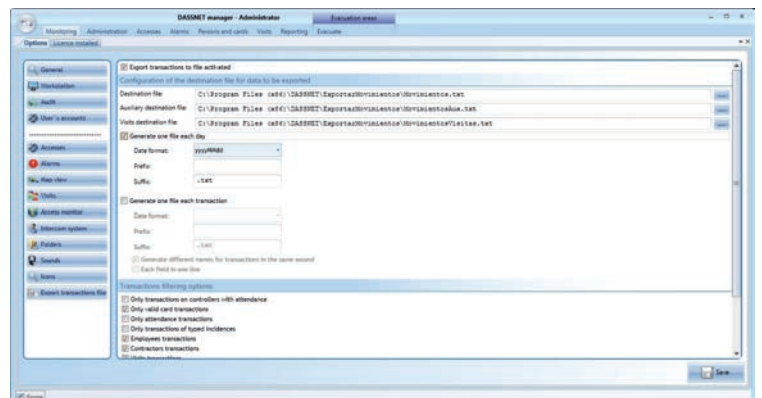 DASSNET manager - Administrator
Evacuation areas
Monitoring Administration Accesses Alarms Persons and cards Visits Reporting Evacuate
Options Licence installed
General
Workstation
Audit
User's accounts
Accesses
Alarms
Map view
Visits
Access monitor
Intercom system
Folders
Sounds
Icons
Export transactions file
Export transactions to file activated
Configuration of the destination file for data to be exported
Destination file: C:\Program Files (x86)\DASSNET\ExportarMovimientos\Movimientos.txt
Auxiliary destination file: C:\Program Files (x86)\DASSNET\ExportarMovimientos\MovimientosAux.txt
Visits destination file: C:\Program Files (x86)\DASSNET\ExportarMovimientos\MovimientosVisitas.txt
Generate one file each day
Date format: yyyyMMdd
Prefix:
Suffix: .txt
Generate one file each transaction
Date format:
Prefix:
Suffix: .txt
Generate different names for transactions in the same second
Each field in one line
Transactions filtering options
Only transactions on controllers with attendance
Only valid card transactions
Only attendance transactions
Only transactions of typed incidences
Employees transactions
Contractors transactions
Visits transactions
Save